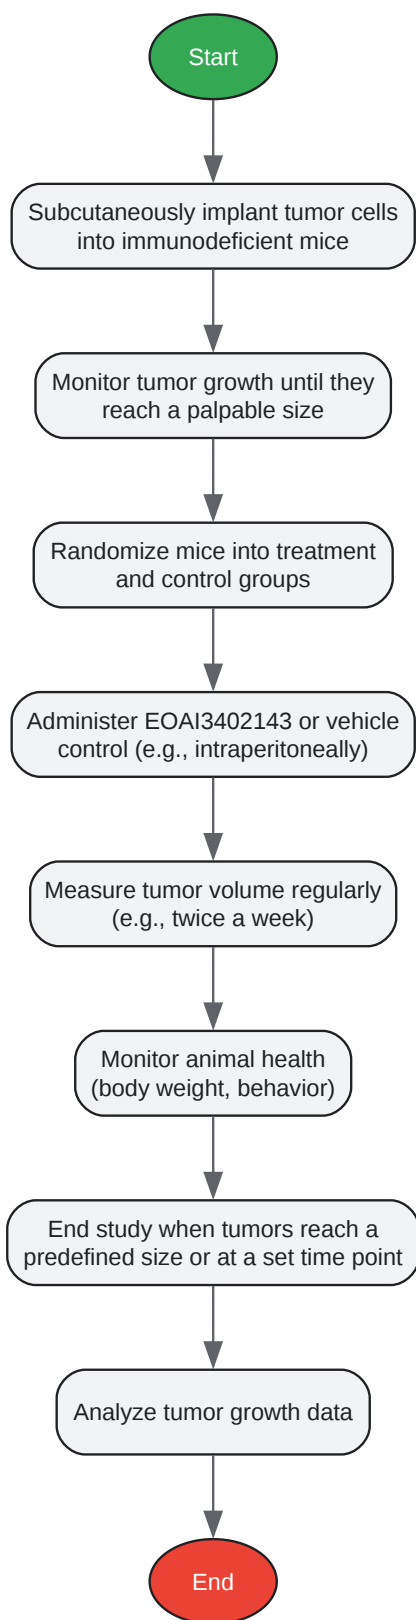 Start
Subcutaneously implant tumor cells
into immunodeficient mice
Monitor tumor growth until they
reach a palpable size
Randomize mice into treatment
and control groups
Administer EOAI3402143 or vehicle
control (e.g., intraperitoneally)
Measure tumor volume regularly
(e.g., twice a week)
Monitor animal health
(body weight, behavior)
End study when tumors reach a
predefined size or at a set time point
Analyze tumor growth data
End